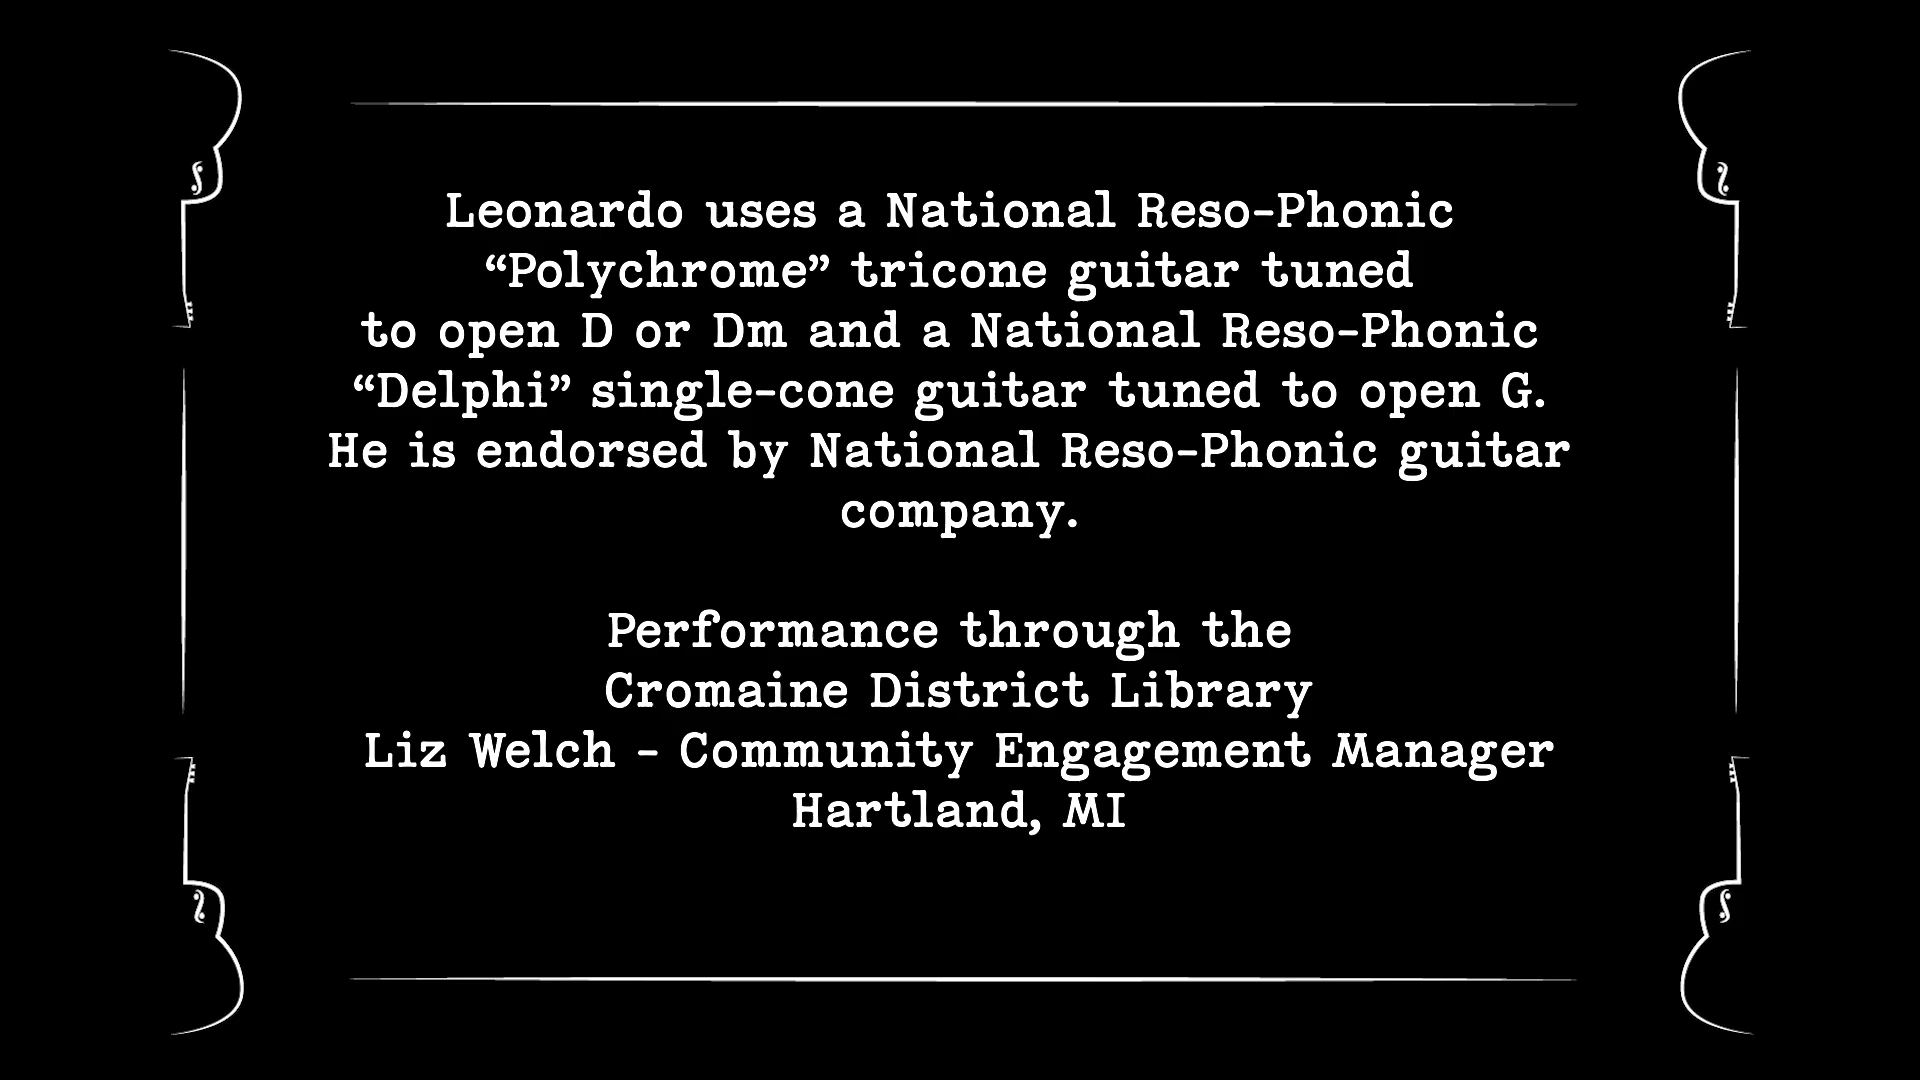 Leonardo uses a National Reso-Phonic
“Polychrome” tricone guitar tuned
to open D or Dm and a National Reso-Phonic
“Delphi” single-cone guitar tuned to open G.
He is endorsed by National Reso-Phonic guitar
company.
Performance through the
Cromaine District Library
Liz Welch - Community Engagement Manager
Hartland, MI